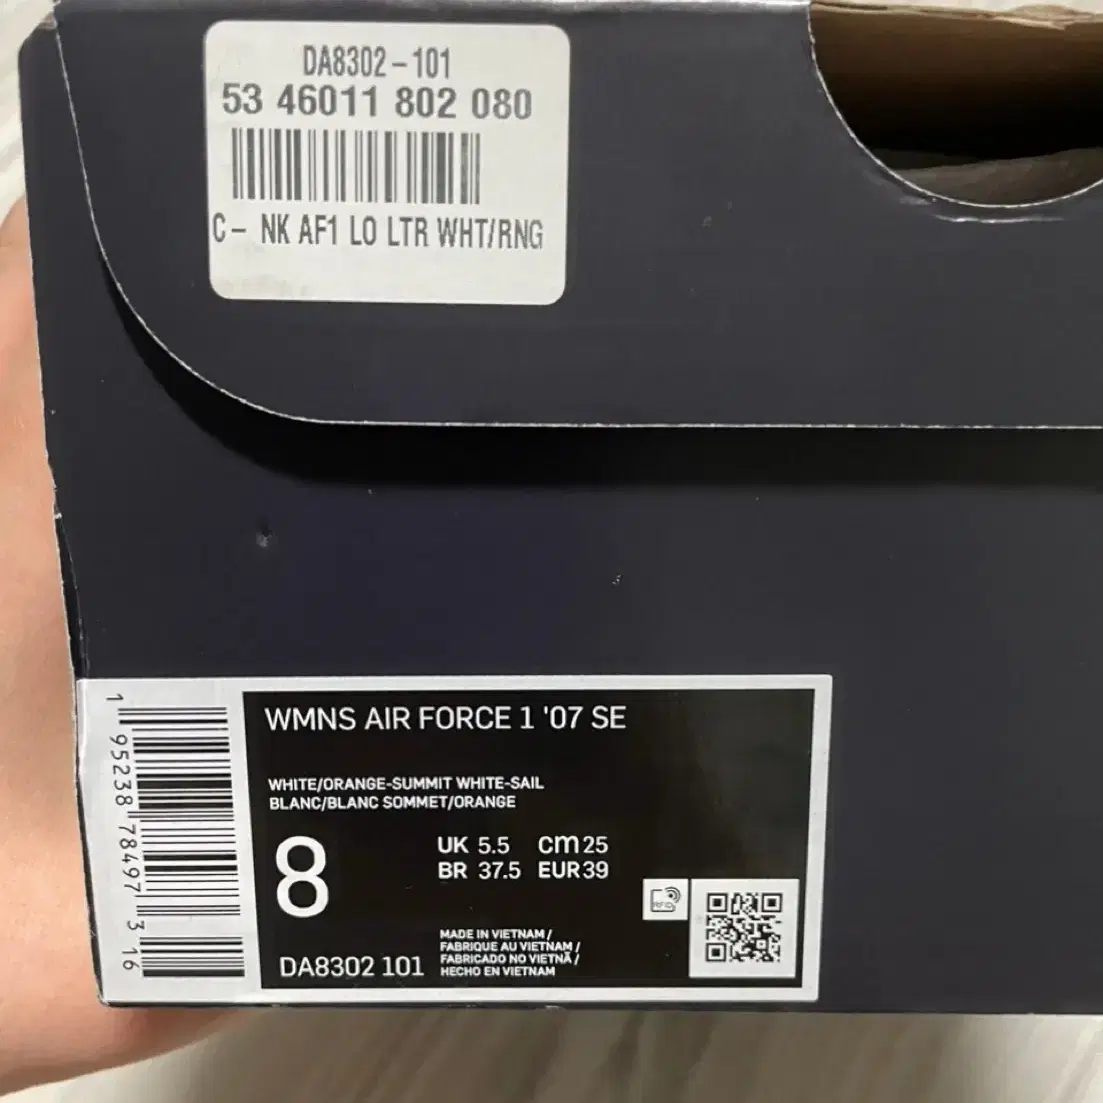 DA8302-101
53 46011 802 080
C- NK AF1 LO LTR WHT/RNG
1 95238 78497 3 16
WMNS AIR FORCE 1 '07 SE
WHITE/ORANGE-SUMMIT WHITE-SAIL
BLANC/BLANC SOMMET/ORANGE
8
UK 5.5 cm 25
BR 37.5 EUR 39
RFID
DA8302 101
MADE IN VIETNAM /
FABRIQUE AU VIETNAM /
FABRICADO NO VIETNÃ /
HECHO EN VIETNAM